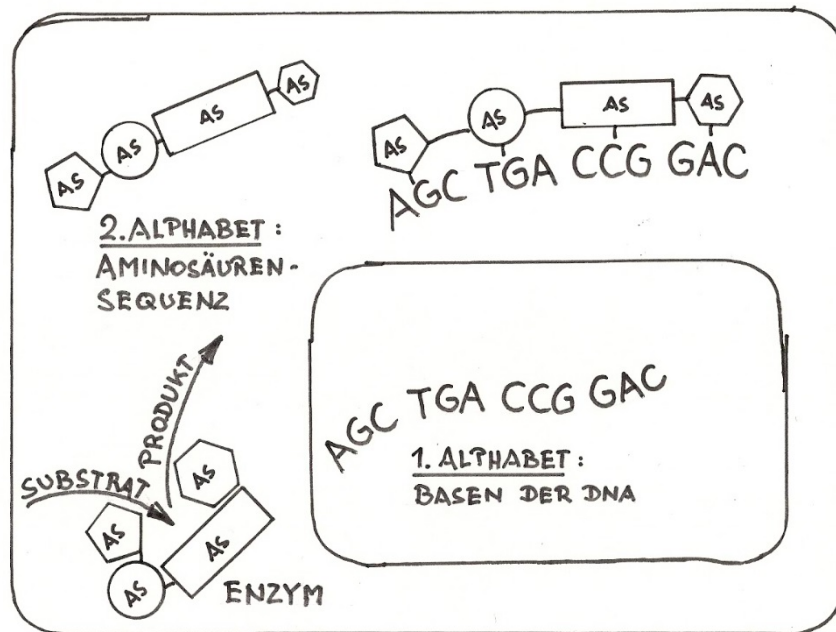 AS AS AS AS
AS AS AS AS
AGC TGA CCG GAC
2. ALPHABET :
AMINOSÄUREN-
SEQUENZ
AGC TGA CCG GAC
1. ALPHABET :
BASEN DER DNA
SUBSTRAT
PRODUKT
AS AS AS AS
ENZYM